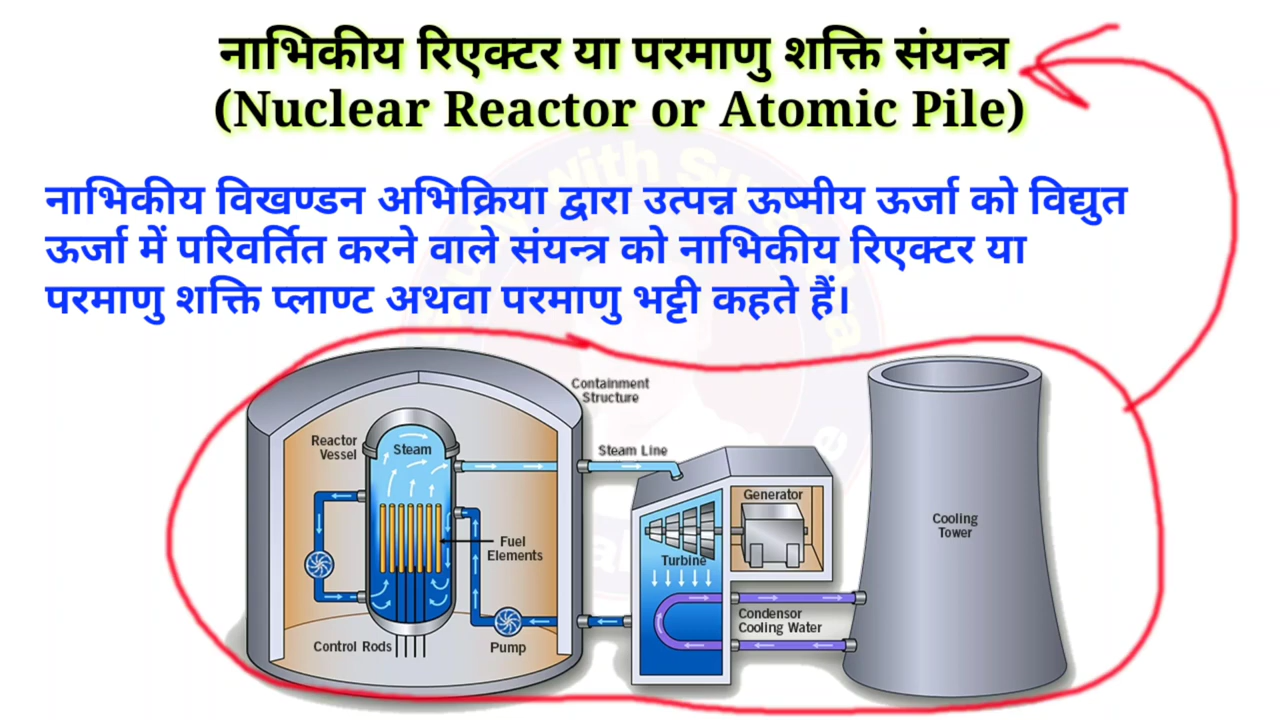 नाभिकीय रिएक्टर या परमाणु शक्ति संयन्त्र
(Nuclear Reactor or Atomic Pile)
नाभिकीय विखण्डन अभिक्रिया द्वारा उत्पन्न ऊष्मीय ऊर्जा को विद्युत
ऊर्जा में परिवर्तित करने वाले संयन्त्र को नाभिकीय रिएक्टर या
परमाणु शक्ति प्लाण्ट अथवा परमाणु भट्टी कहते हैं।
Containment
Structure
Reactor
Vessel
Steam
Steam Line
Generator
Fuel
Elements
Turbine
Cooling
Tower
Condensor
Cooling Water
Control Rods
Pump